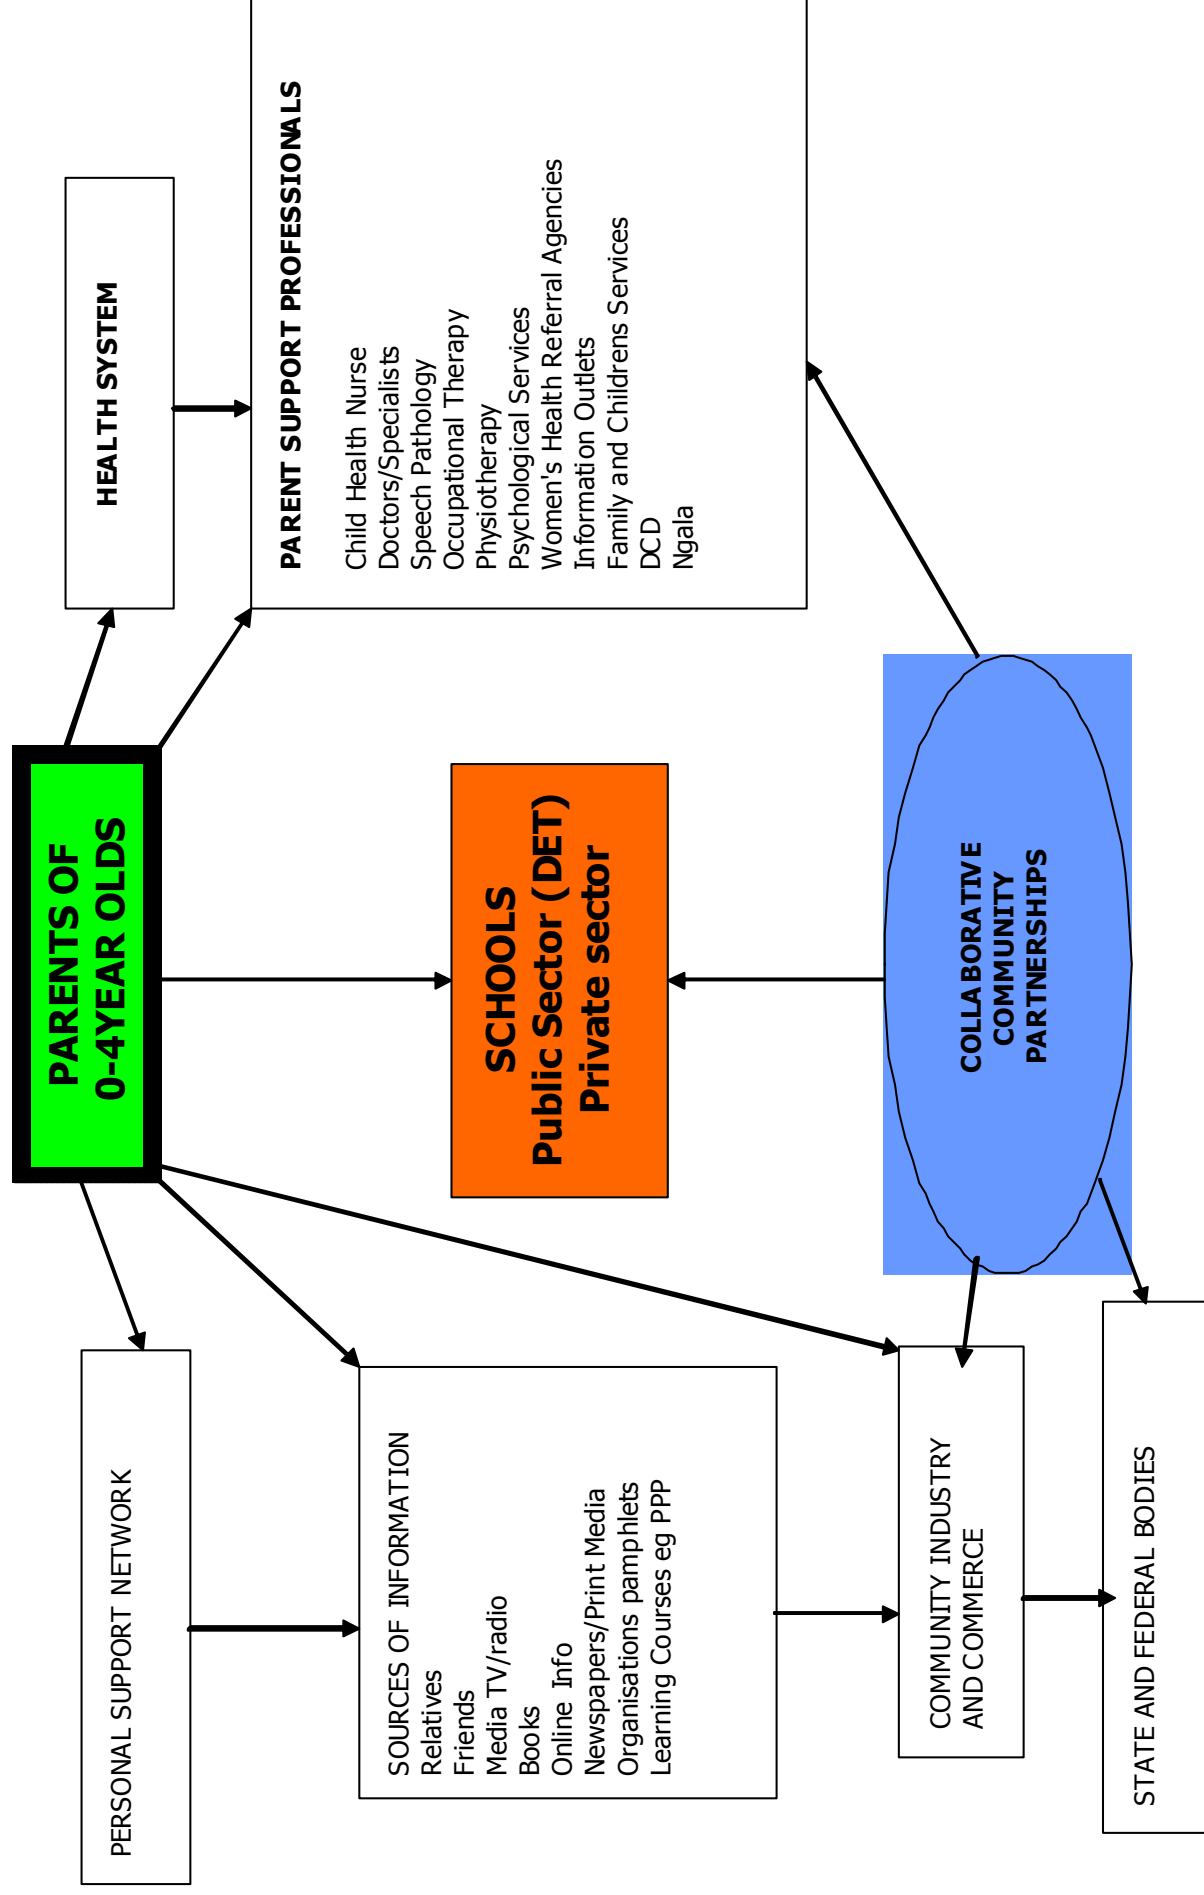 PARENTS OF
0-4YEAR OLDS
PERSONAL SUPPORT NETWORK
HEALTH SYSTEM
SOURCES OF INFORMATION
Relatives
Friends
Media TV/radio
Books
Online Info
Newspapers/Print Media
Organisations pamphlets
Learning Courses eg PPP
SCHOOLS
Public Sector (DET)
Private sector
PARENT SUPPORT PROFESSIONALS
Child Health Nurse
Doctors/Specialists
Speech Pathology
Occupational Therapy
Physiotherapy
Psychological Services
Women's Health Referral Agencies
Information Outlets
Family and Childrens Services
DCD
Ngala
COMMUNITY INDUSTRY
AND COMMERCE
COLLABORATIVE
COMMUNITY
PARTNERSHIPS
STATE AND FEDERAL BODIES